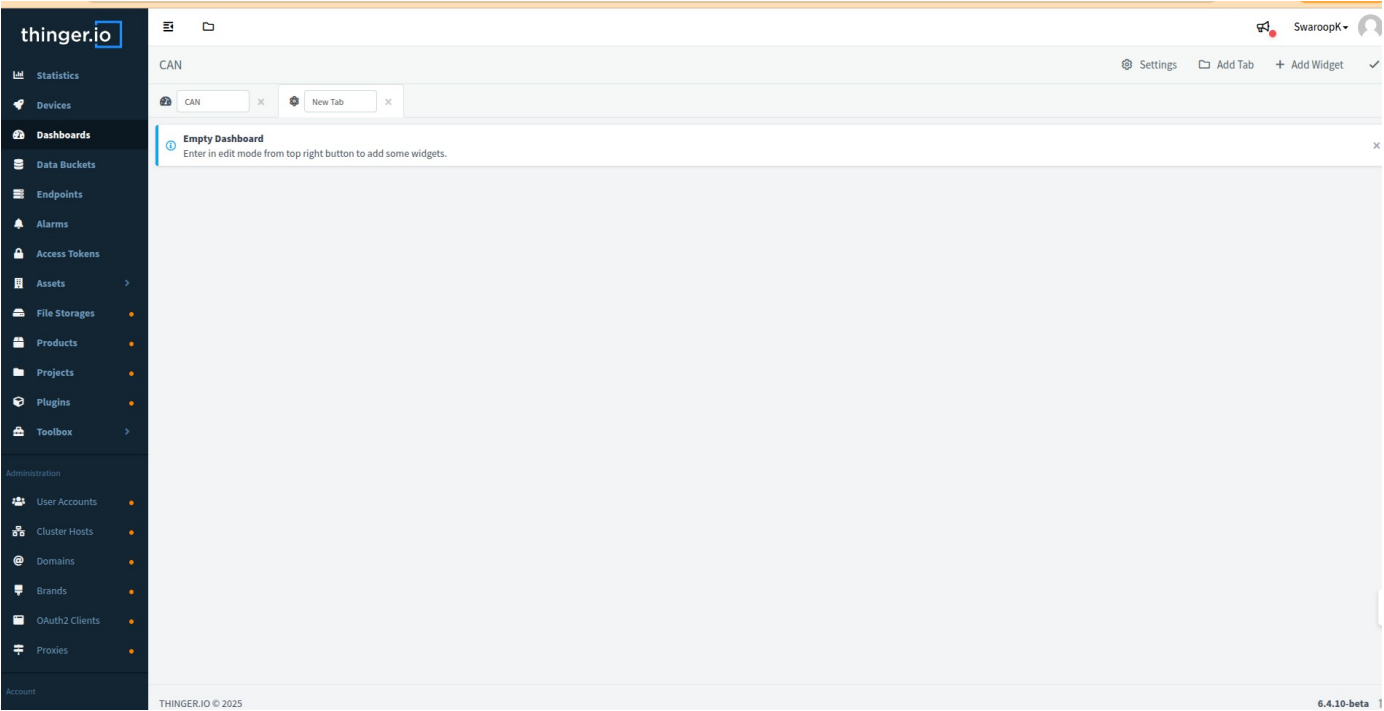 thinger.io
SwaroopK
Statistics
Devices
Dashboards
Data Buckets
Endpoints
Alarms
Access Tokens
Assets
File Storages
Products
Projects
Plugins
Toolbox
Administration
User Accounts
Cluster Hosts
Domains
Brands
OAuth2 Clients
Proxies
Account
CAN
Settings
Add Tab
+ Add Widget
CAN
New Tab
Empty Dashboard
Enter in edit mode from top right button to add some widgets.
THINGER.IO © 2025
6.4.10-beta